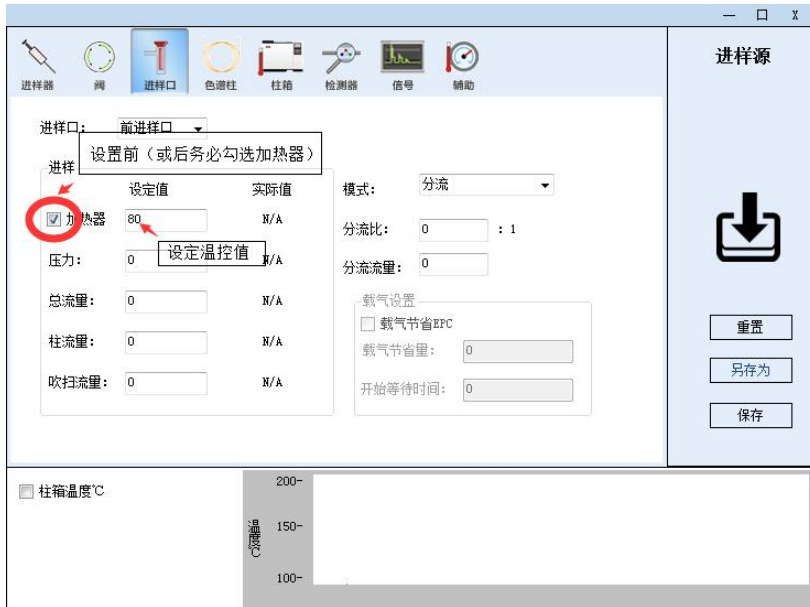 — 口 X
进样器 阀 进样口 色谱柱 柱箱 检测器 信号 辅助
进样源
进样口： 前进样口
设置前（或后务必勾选加热器）
进样
设定值 实际值
加热器 80 N/A
设定温控值
压力： 0 N/A
总流量： 0 N/A
柱流量： 0 N/A
吹扫流量： 0 N/A
模式： 分流
分流比： 0 : 1
分流流量： 0
载气设置
载气节省EPC
载气节省量： 0
开始等待时间： 0
重置
另存为
保存
柱箱温度℃
温度℃
200-
150-
100-